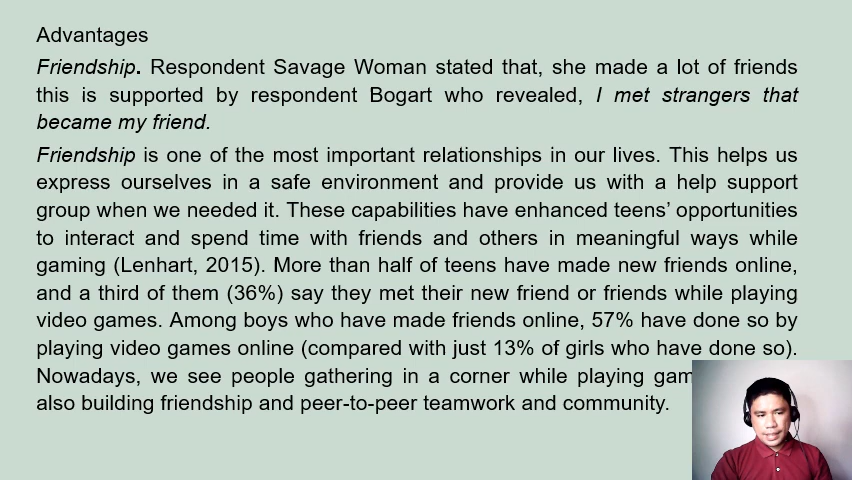 Advantages
Friendship. Respondent Savage Woman stated that, she made a lot of friends
this is supported by respondent Bogart who revealed, I met strangers that
became my friend.
Friendship is one of the most important relationships in our lives. This helps us
express ourselves in a safe environment and provide us with a help support
group when we needed it. These capabilities have enhanced teens’ opportunities
to interact and spend time with friends and others in meaningful ways while
gaming (Lenhart, 2015). More than half of teens have made new friends online,
and a third of them (36%) say they met their new friend or friends while playing
video games. Among boys who have made friends online, 57% have done so by
playing video games online (compared with just 13% of girls who have done so).
Nowadays, we see people gathering in a corner while playing
also building friendship and peer-to-peer teamwork and community.